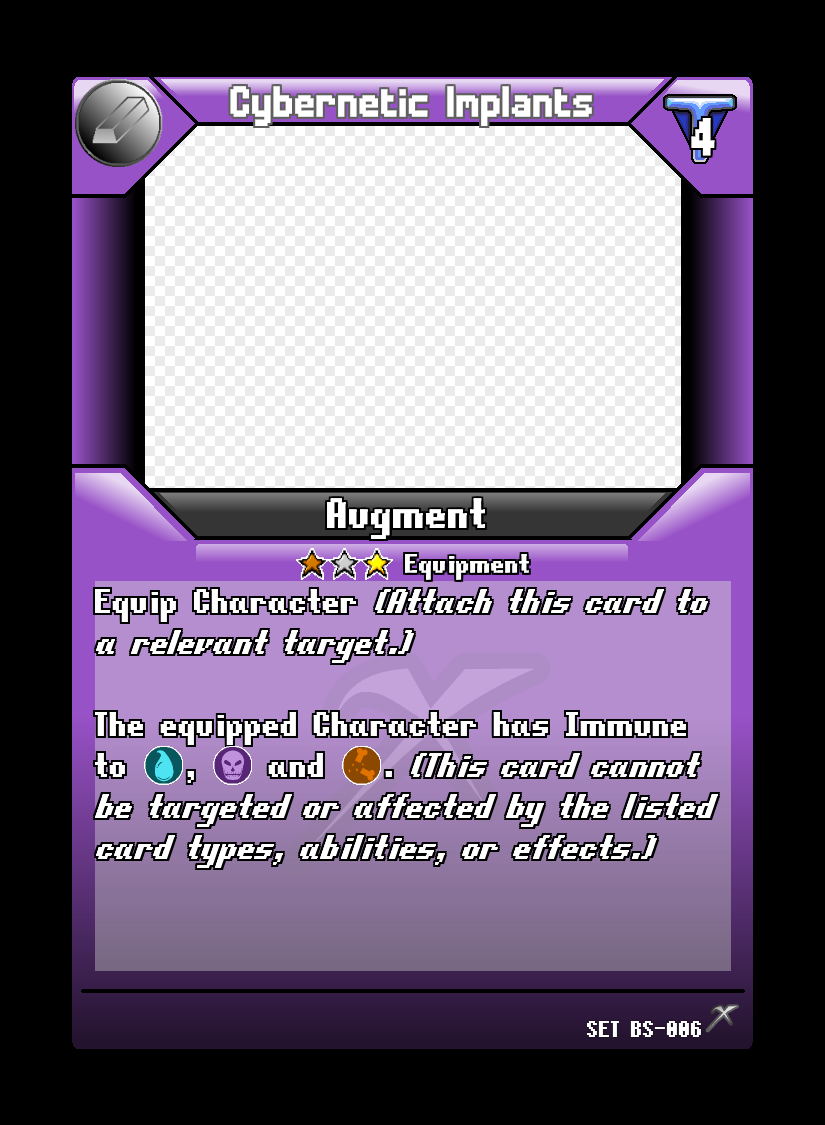 Cybernetic Implants
4
Augment
Equipment
Equip Character (Attach this card to
a relevant target.)
The equipped Character has Immune
to , and . (This card cannot
be targeted or affected by the listed
card types, abilities, or effects.)
SET BS-006